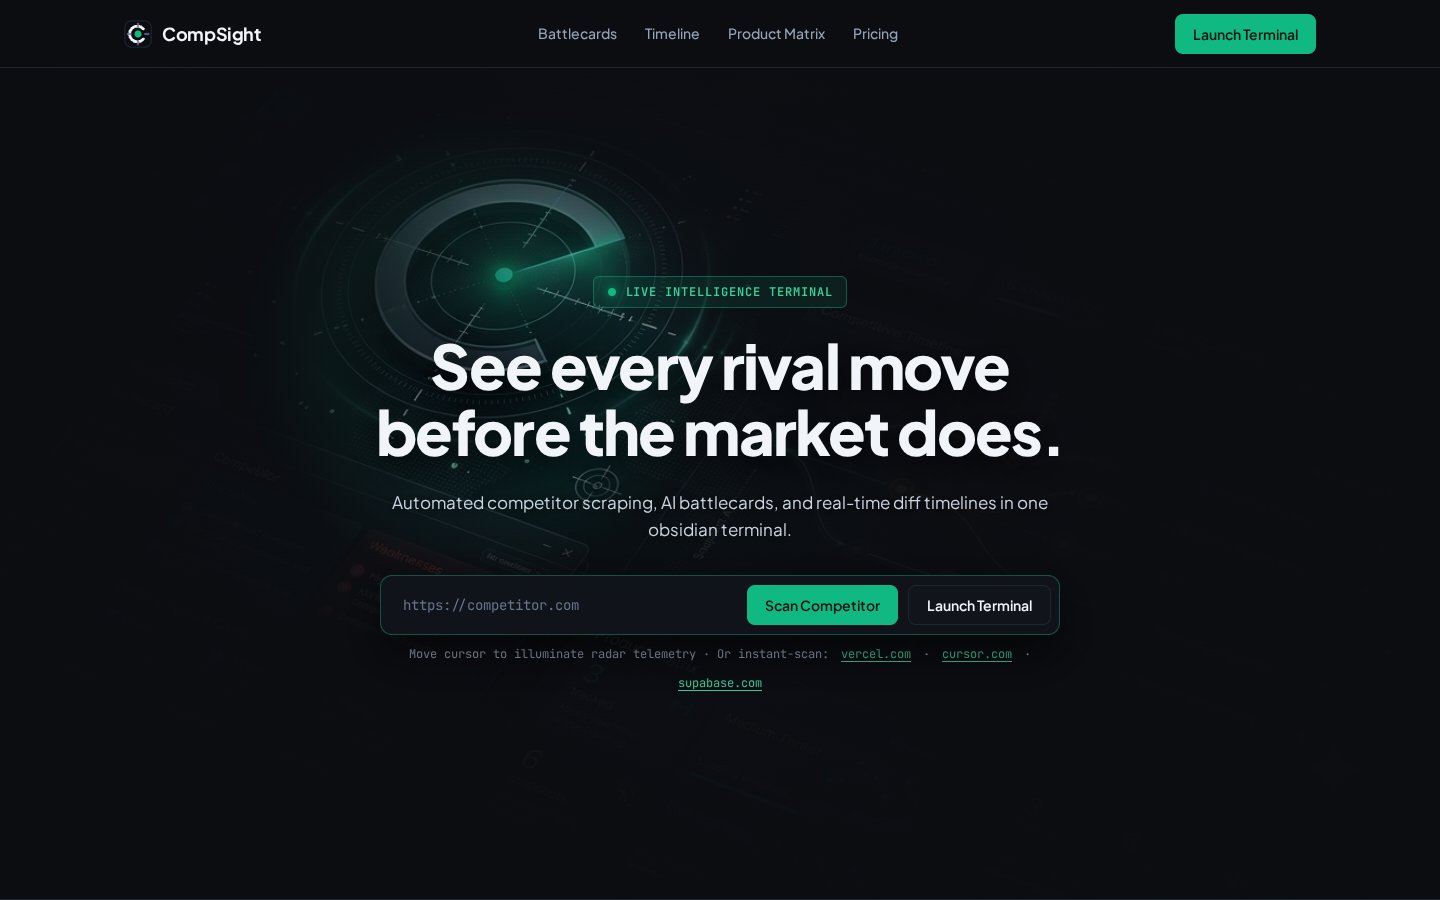 CompSight
Battlecards
Timeline
Product Matrix
Pricing
Launch Terminal
LIVE INTELLIGENCE TERMINAL
See every rival move
before the market does.
Automated competitor scraping, AI battlecards, and real-time diff timelines in one
obsidian terminal.
https://competitor.com
Scan Competitor
Launch Terminal
Move cursor to illuminate radar telemetry · Or instant-scan: vercel.com · cursor.com ·
supabase.com
Weaknesses